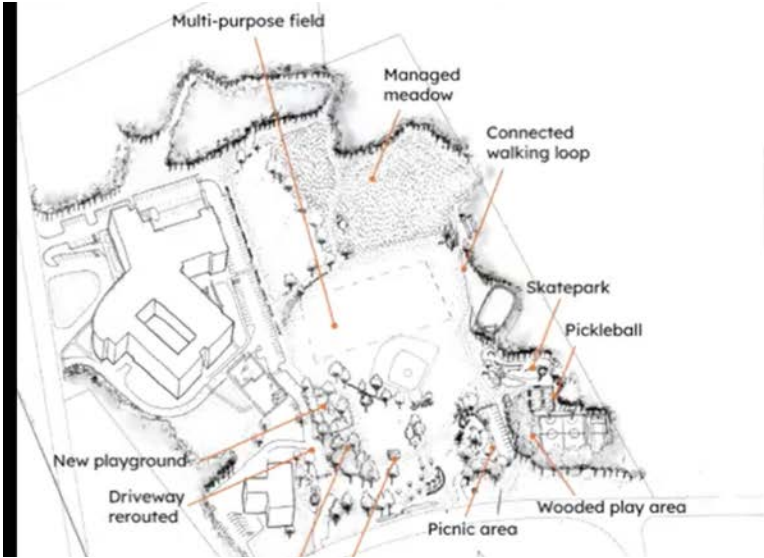 Multi-purpose field
Managed
meadow
Connected
walking loop
Skatepark
Pickleball
New playground
Driveway
rerouted
Wooded play area
Picnic area